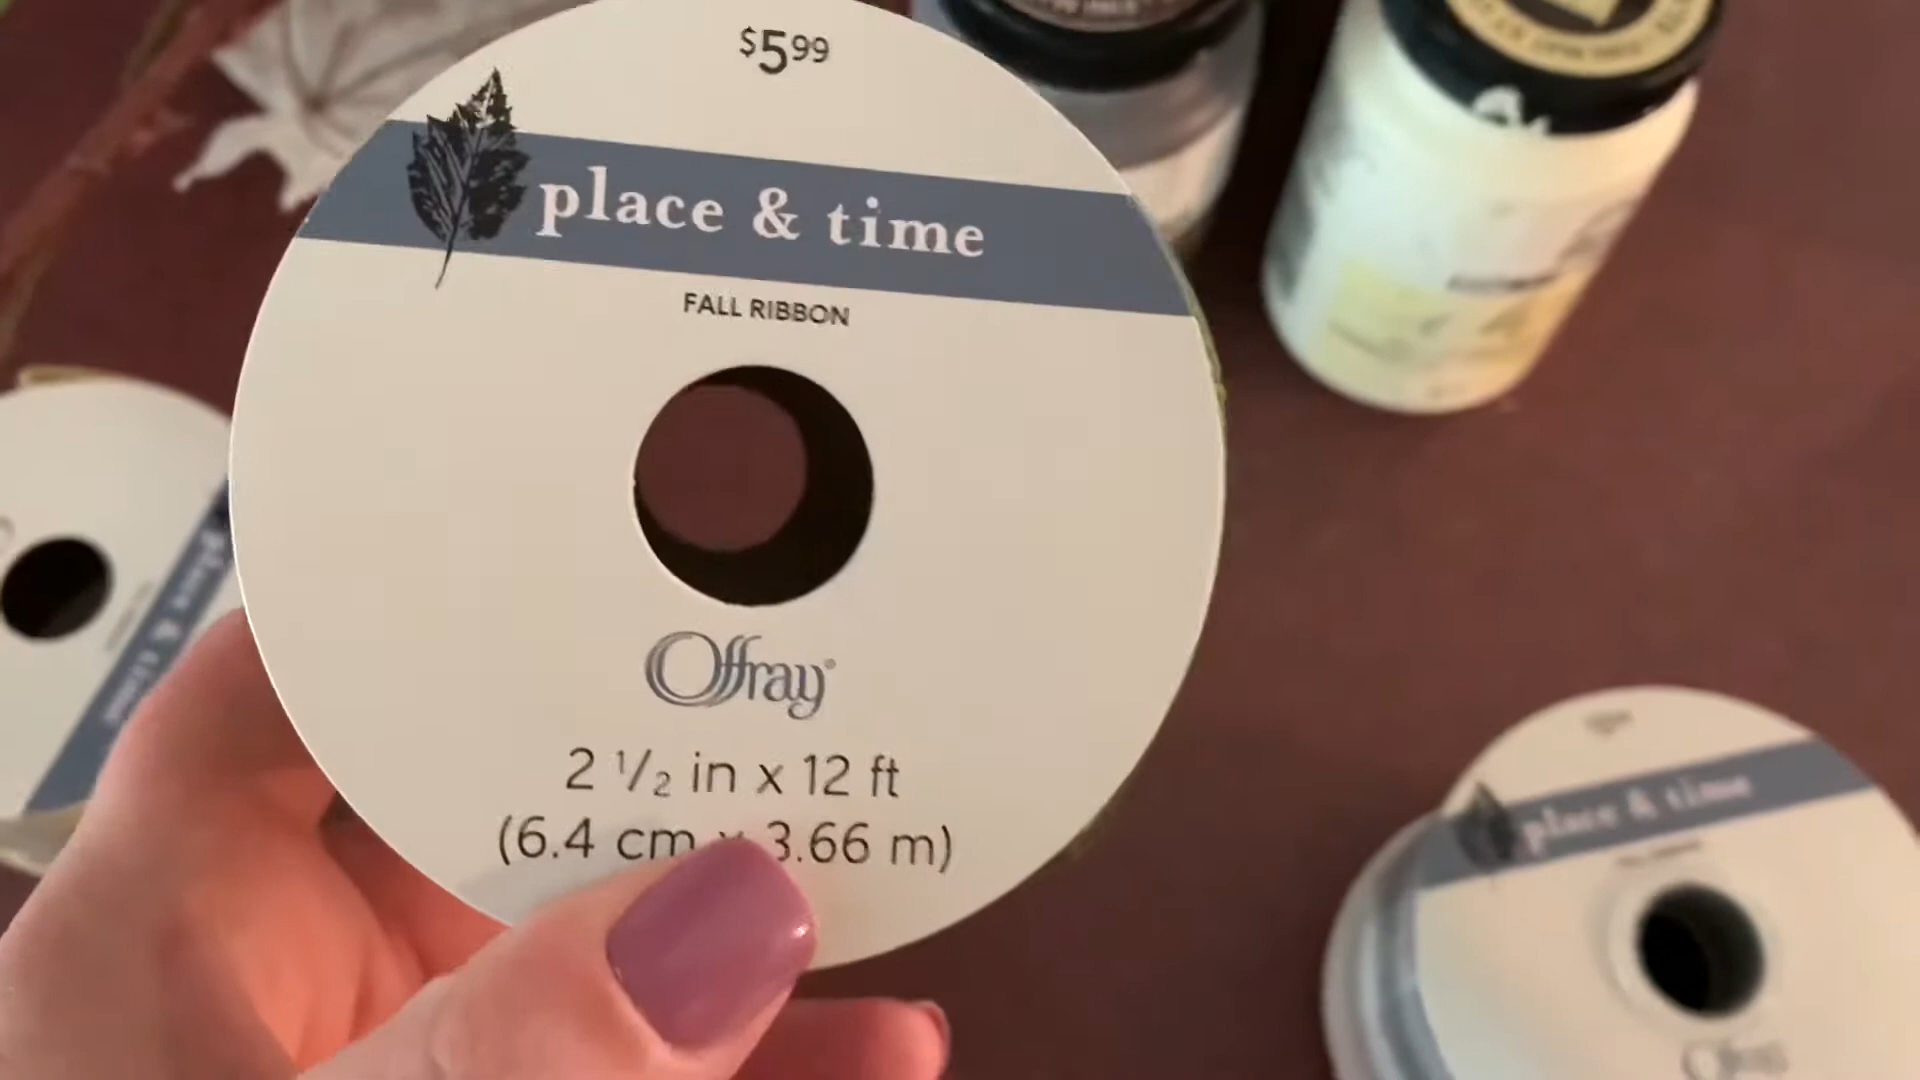 $5.99
place & time
FALL RIBBON
Offray®
2 1/2 in x 12 ft
(6.4 cm x 3.66 m)
place & time
place & time
Offray